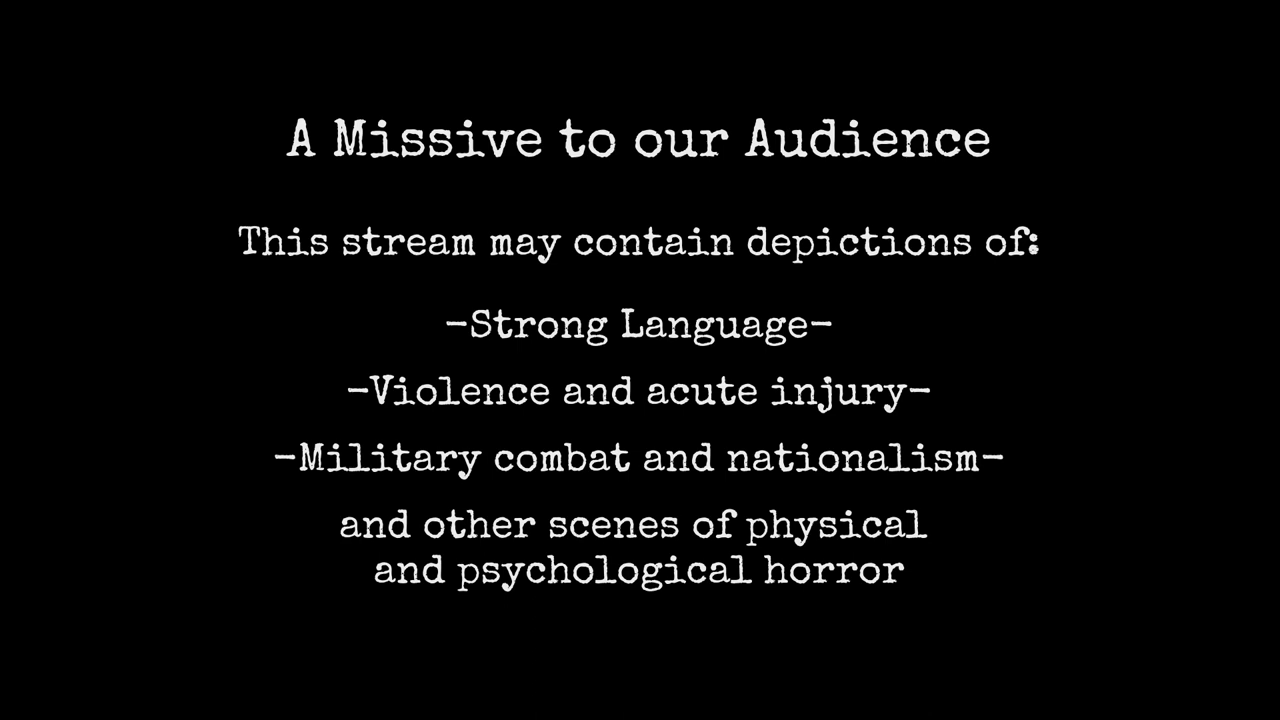 A Missive to our Audience
This stream may contain depictions of:
-Strong Language-
-Violence and acute injury-
-Military combat and nationalism-
and other scenes of physical
and psychological horror